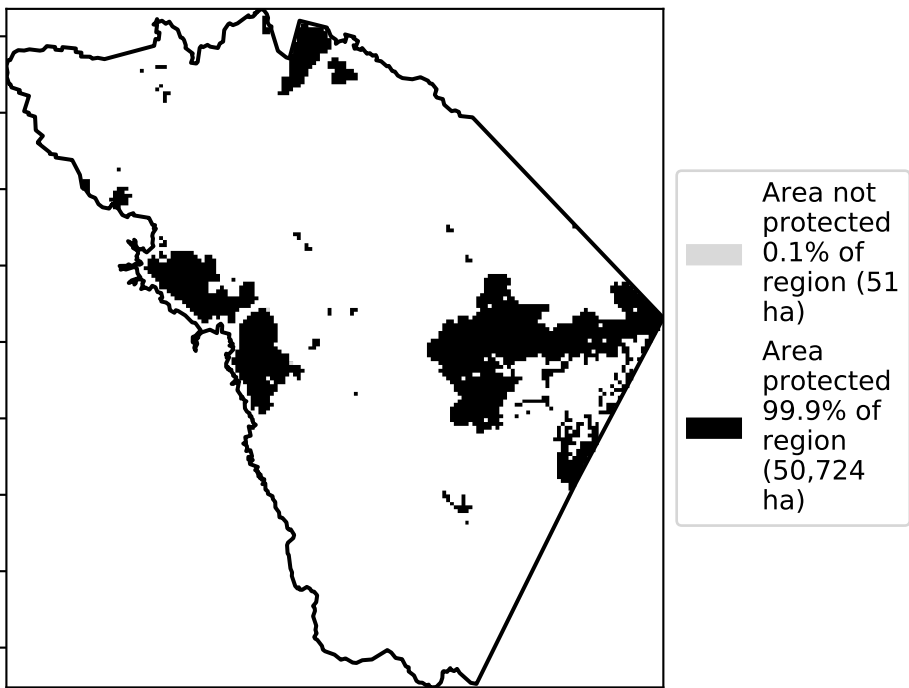 Area not
protected
0.1% of
region (51
ha)
Area
protected
99.9% of
region
(50,724
ha)